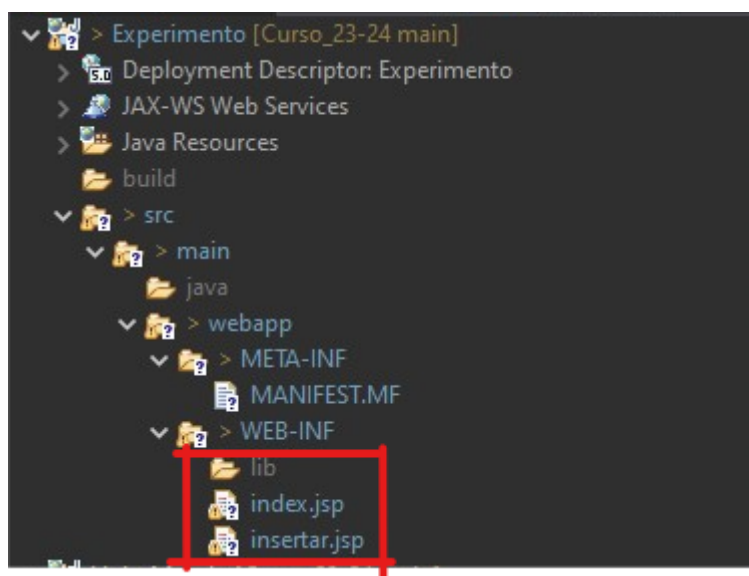 > Experimento [Curso_23-24 main]
> Deployment Descriptor: Experimento
> JAX-WS Web Services
> Java Resources
build
> src
> main
java
> webapp
> META-INF
MANIFEST.MF
> WEB-INF
lib
index.jsp
insertar.jsp